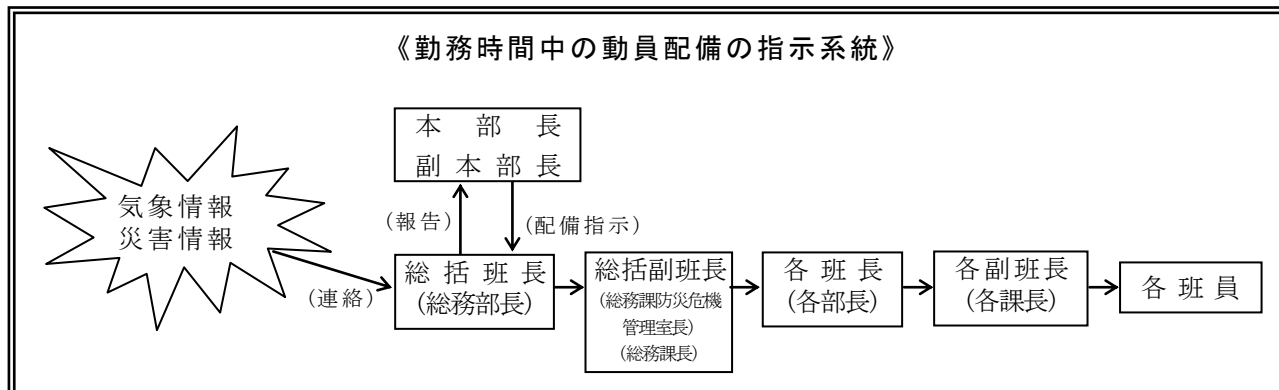 《勤務時間中の動員配備の指示系統》
本部長
副本部長
気象情報
災害情報
(報告)
(配備指示)
(連絡)
総括班長
(総務部長)
総括副班長
(総務課防災危機
管理室長)
(総務課長)
各班長
(各部長)
各副班長
(各課長)
各班員